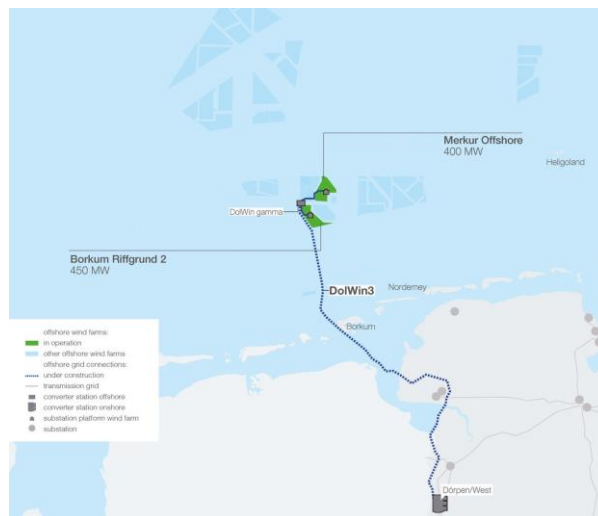 Merkur Offshore
400 MW
Heligoland
DolWin gamma
Borkum Riffgrund 2
450 MW
DolWin3
Norderney
Borkum
offshore wind farms:
in operation
other offshore wind farms
offshore grid connections:
under construction
transmission grid
converter station offshore
converter station onshore
substation platform wind farm
substation
Dörpen/West